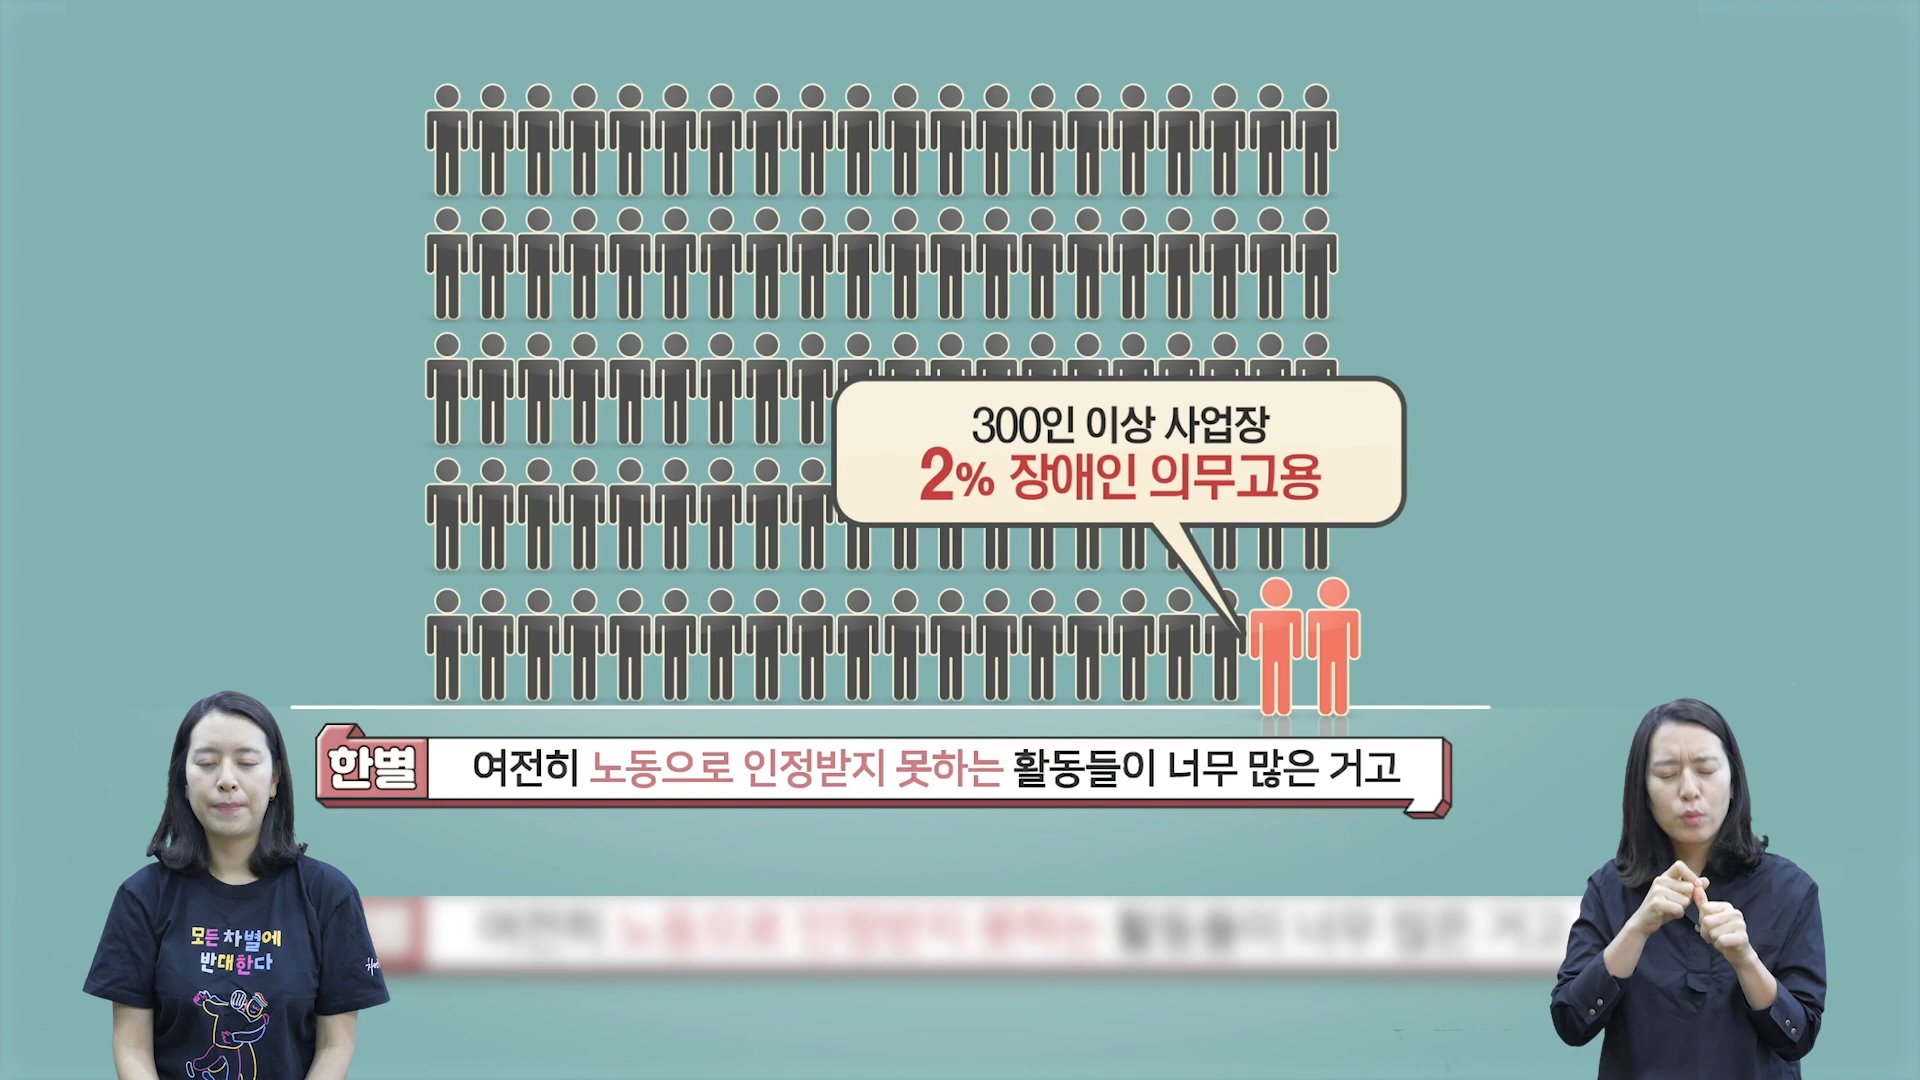 300인 이상 사업장
2% 장애인 의무고용
한별
여전히 노동으로 인정받지 못하는 활동들이 너무 많은 거고
모든 차별에
반대한다